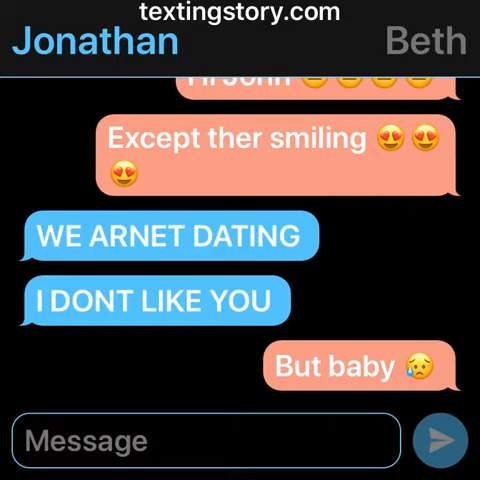 textingstory.com
Jonathan Beth
Except ther smiling 😍😍
😍
WE ARNET DATING
I DONT LIKE YOU
But baby 😥
Message